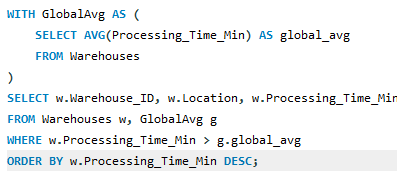 WITH GlobalAvg AS (
    SELECT AVG(Processing_Time_Min) AS global_avg
    FROM Warehouses
)
SELECT w.Warehouse_ID, w.Location, w.Processing_Time_Min
FROM Warehouses w, GlobalAvg g
WHERE w.Processing_Time_Min > g.global_avg
ORDER BY w.Processing_Time_Min DESC;